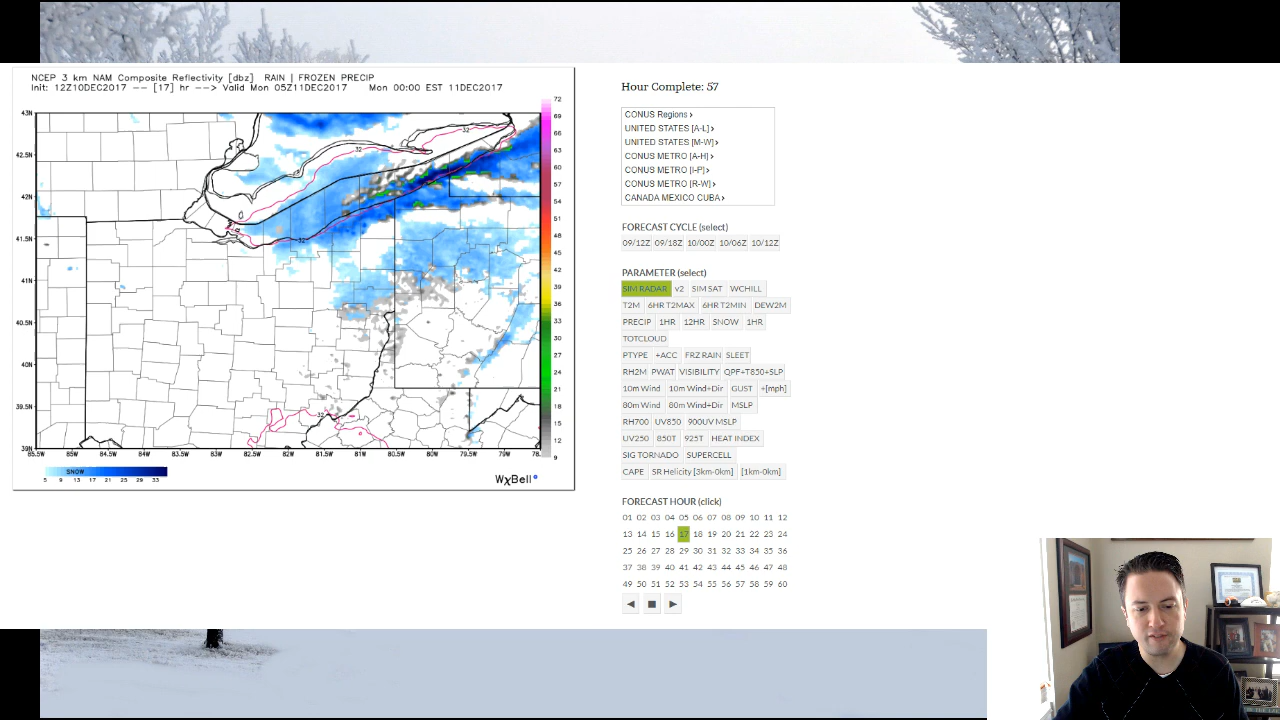 NCEP 3 km NAM Composite Reflectivity [dbz] RAIN | FROZEN PRECIP
Init: 12Z10DEC2017 -- [17] hr --> Valid Mon 05Z11DEC2017 Mon 00:00 EST 11DEC2017
43N
42.5N
42N
41.5N
41N
40.5N
40N
39.5N
39N
85.5W 85W 84.5W 84W 83.5W 83W 82.5W 82W 81.5W 81W 80.5W 80W 79.5W 79W 78.
32
32
32
32
72
69
66
63
60
57
54
51
48
45
42
39
36
33
30
27
24
21
18
15
12
9
SNOW
5 9 13 17 21 25 29 33
WXBell
Hour Complete: 57
CONUS Regions ›
UNITED STATES [A-L] ›
UNITED STATES [M-W] ›
CONUS METRO [A-H] ›
CONUS METRO [I-P] ›
CONUS METRO [R-W] ›
CANADA MEXICO CUBA ›
FORECAST CYCLE (select)
09/12Z 09/18Z 10/00Z 10/06Z 10/12Z
PARAMETER (select)
SIM RADAR v2 SIM SAT WCHILL
T2M 6HR T2MAX 6HR T2MIN DEW2M
PRECIP 1HR 12HR SNOW 1HR
TOTCLOUD
PTYPE +ACC FRZ RAIN SLEET
RH2M PWAT VISIBILITY QPF+T850+SLP
10m Wind 10m Wind+Dir GUST +[mph]
80m Wind 80m Wind+Dir MSLP
RH700 UV850 900UV MSLP
UV250 850T 925T HEAT INDEX
SIG TORNADO SUPERCELL
CAPE SR Helicity [3km-0km] [1km-0km]
FORECAST HOUR (click)
01 02 03 04 05 06 07 08 09 10 11 12
13 14 15 16 17 18 19 20 21 22 23 24
25 26 27 28 29 30 31 32 33 34 35 36
37 38 39 40 41 42 43 44 45 46 47 48
49 50 51 52 53 54 55 56 57 58 59 60